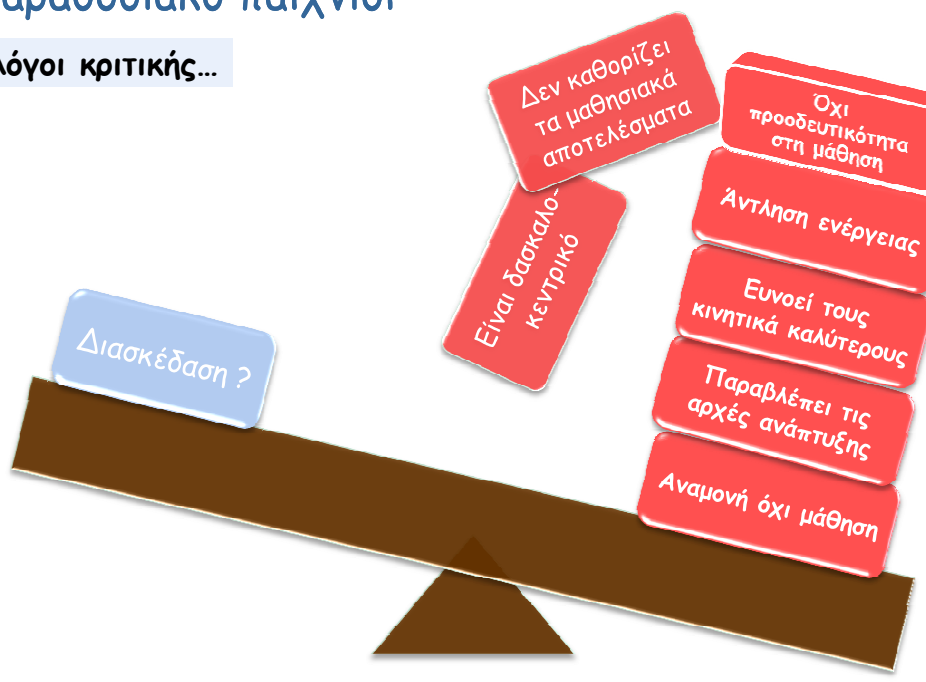 παιχνίδι
κριτικής...
Δεν καθορίζει
τα μαθησιακά
αποτελέσματα
Όχι
προοδευτικότητα
στη μάθηση
Είναι δασκαλο-
κεντρικό
Άντληση ενέργειας
Ευνοεί τους
κινητικά καλύτερους
Διασκέδαση ?
Παραβλέπει τις
αρχές ανάπτυξης
Αναμονή όχι μάθηση